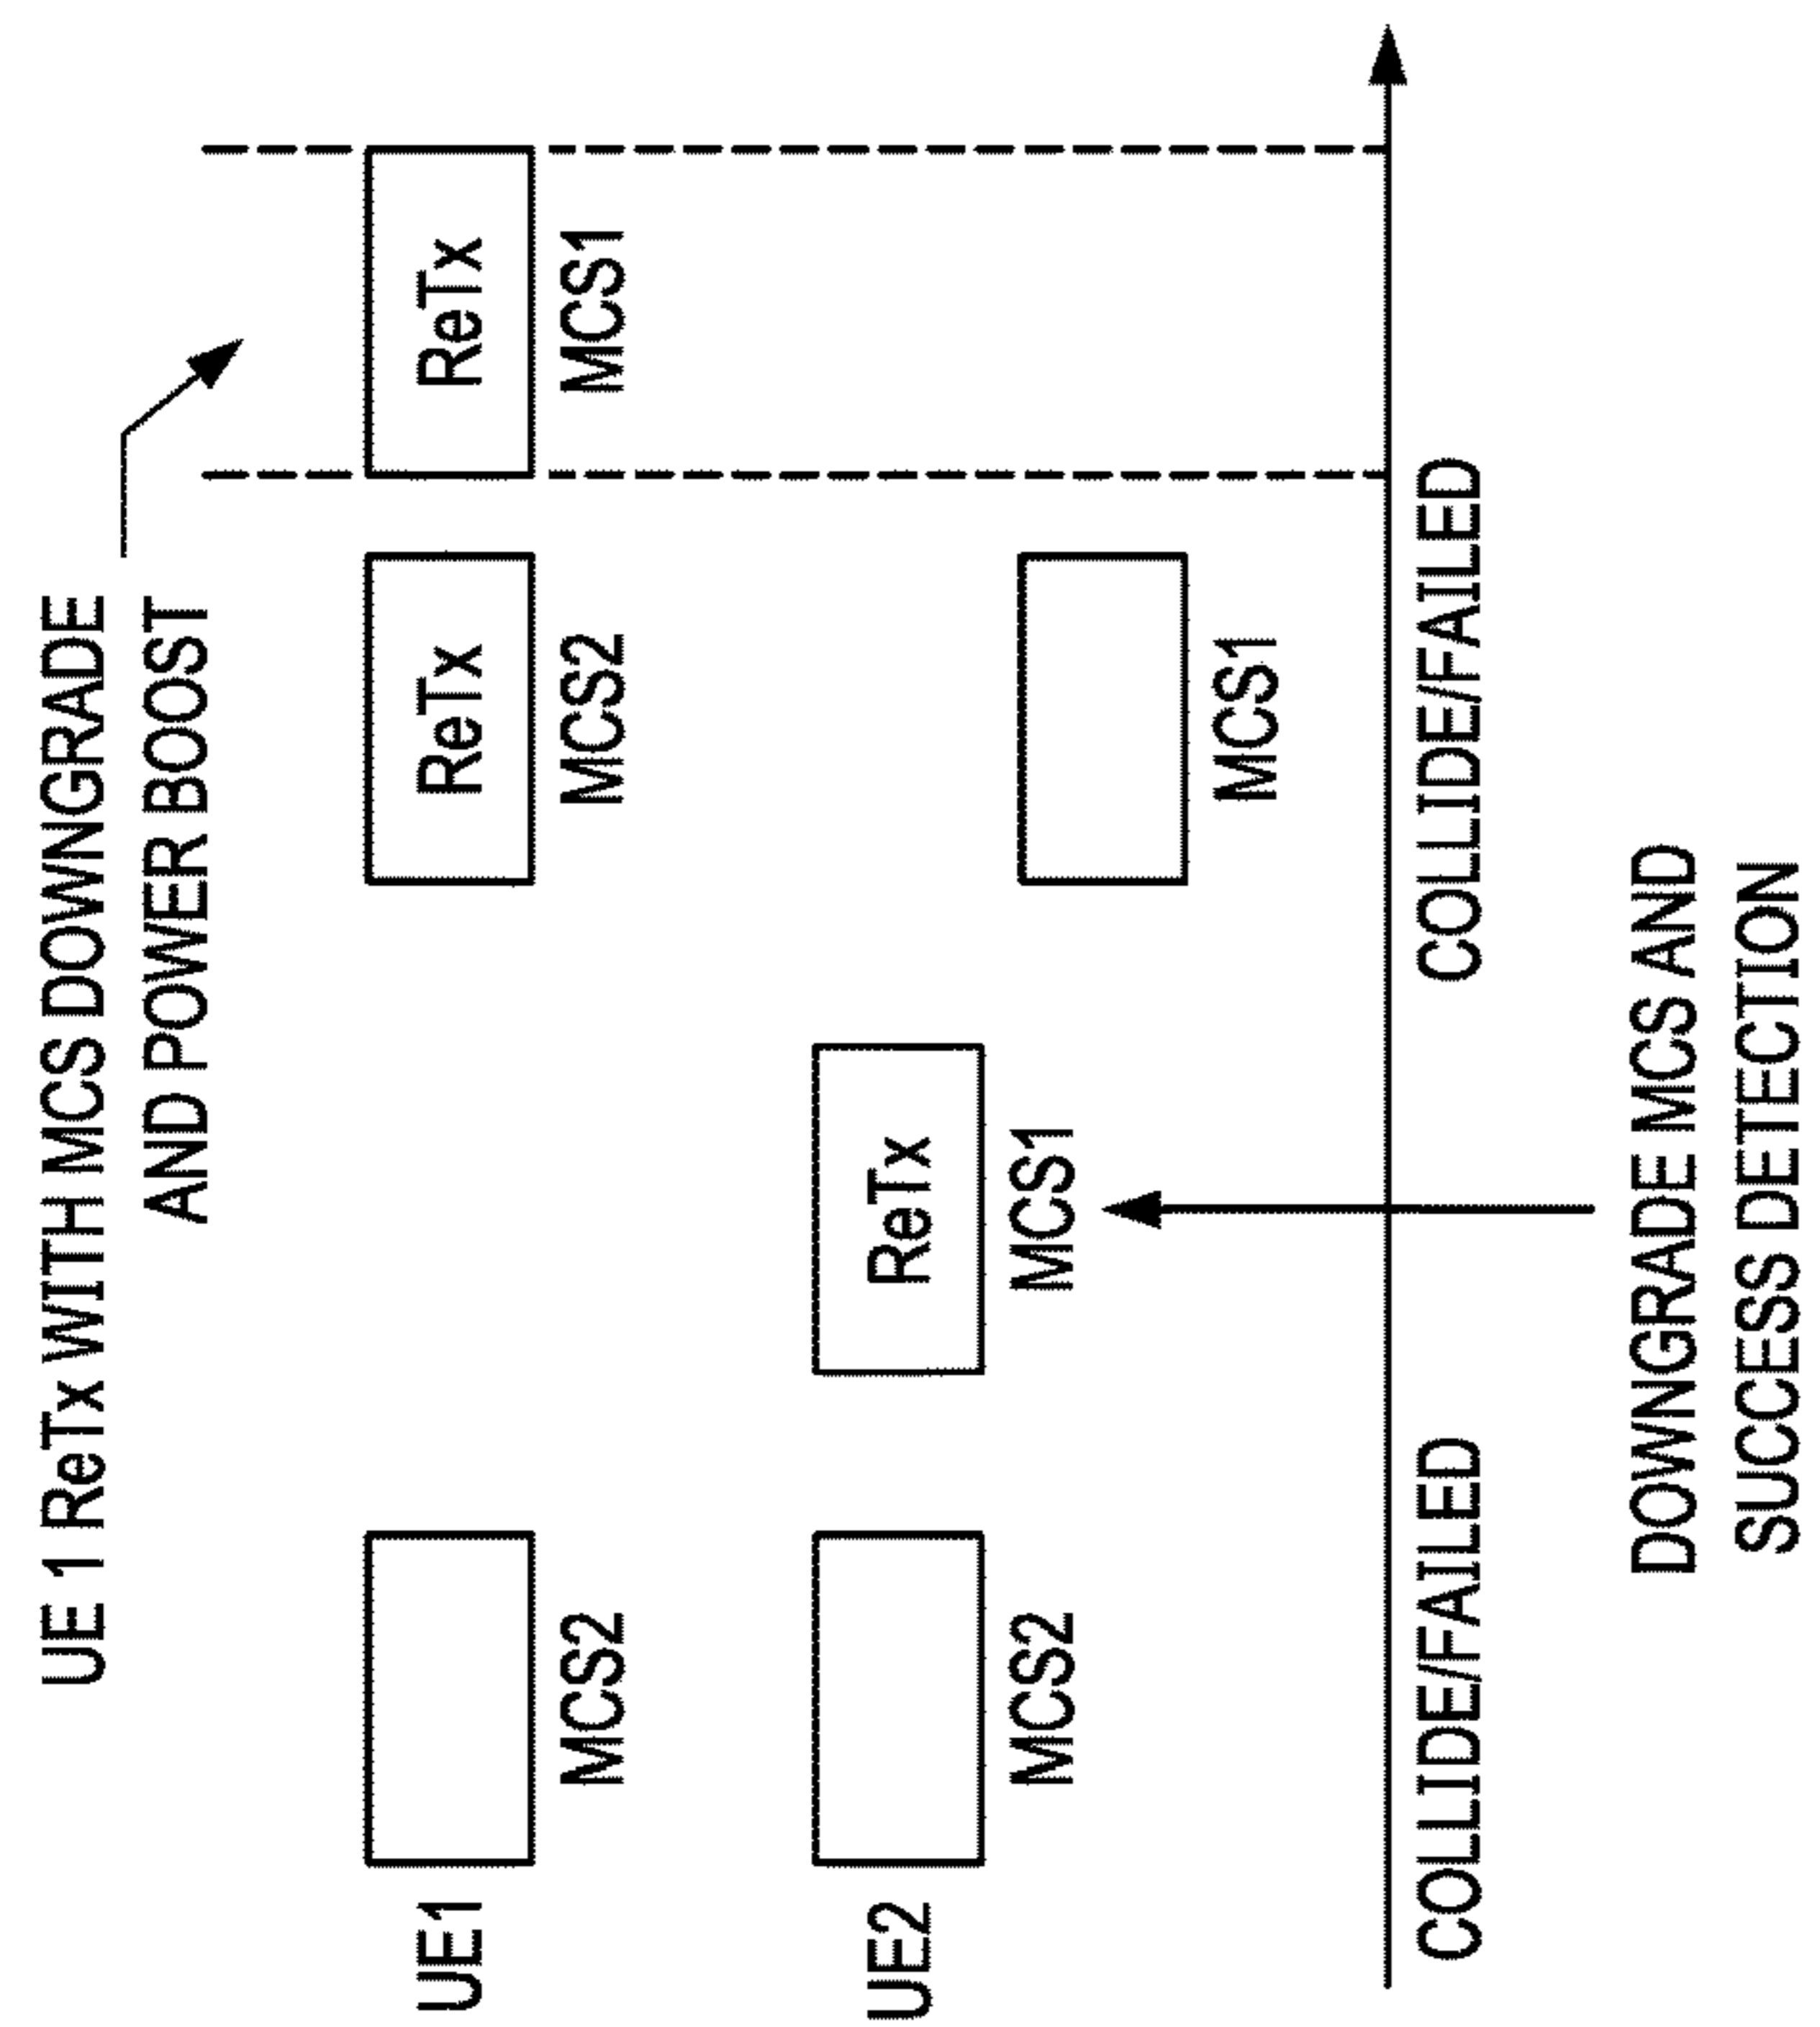 UE 1 ReTx WITH MCS DOWNGRADE
AND POWER BOOST
UE1
ReTx
ReTx
MCS2
MCS2
MCS1
UE2
ReTx
MCS2
MCS1
MCS1
COLLIDE/FAILED
COLLIDE/FAILED
DOWNGRADE MCS AND
SUCCESS DETECTION